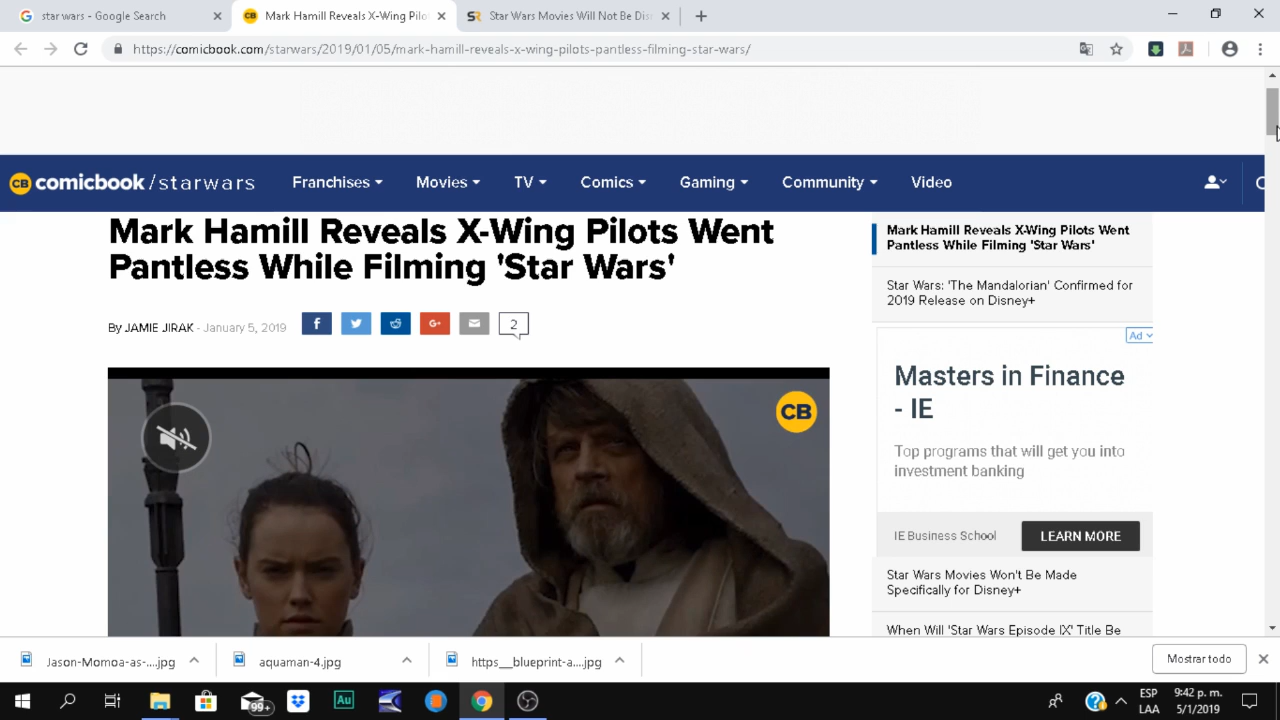 star wars - Google Search
Mark Hamill Reveals X-Wing Pilo
Star Wars Movies Will Not Be Dis
https://comicbook.com/starwars/2019/01/05/mark-hamill-reveals-x-wing-pilots-pantless-filming-star-wars/
CB comicbook /starwars
Franchises
Movies
TV
Comics
Gaming
Community
Video
Mark Hamill Reveals X-Wing Pilots Went
Pantless While Filming 'Star Wars'
By JAMIE JIRAK - January 5, 2019
2
CB
Mark Hamill Reveals X-Wing Pilots Went
Pantless While Filming 'Star Wars'
Star Wars: 'The Mandalorian' Confirmed for
2019 Release on Disney+
Ad
Masters in Finance
- IE
Top programs that will get you into
investment banking
IE Business School
LEARN MORE
Star Wars Movies Won't Be Made
Specifically for Disney+
When Will 'Star Wars Episode IX' Title Be
Jason-Momoa-as-....jpg
aquaman-4.jpg
https__blueprint-a....jpg
Mostrar todo
99+
Au
ESP
LAA
9:42 p. m.
5/1/2019